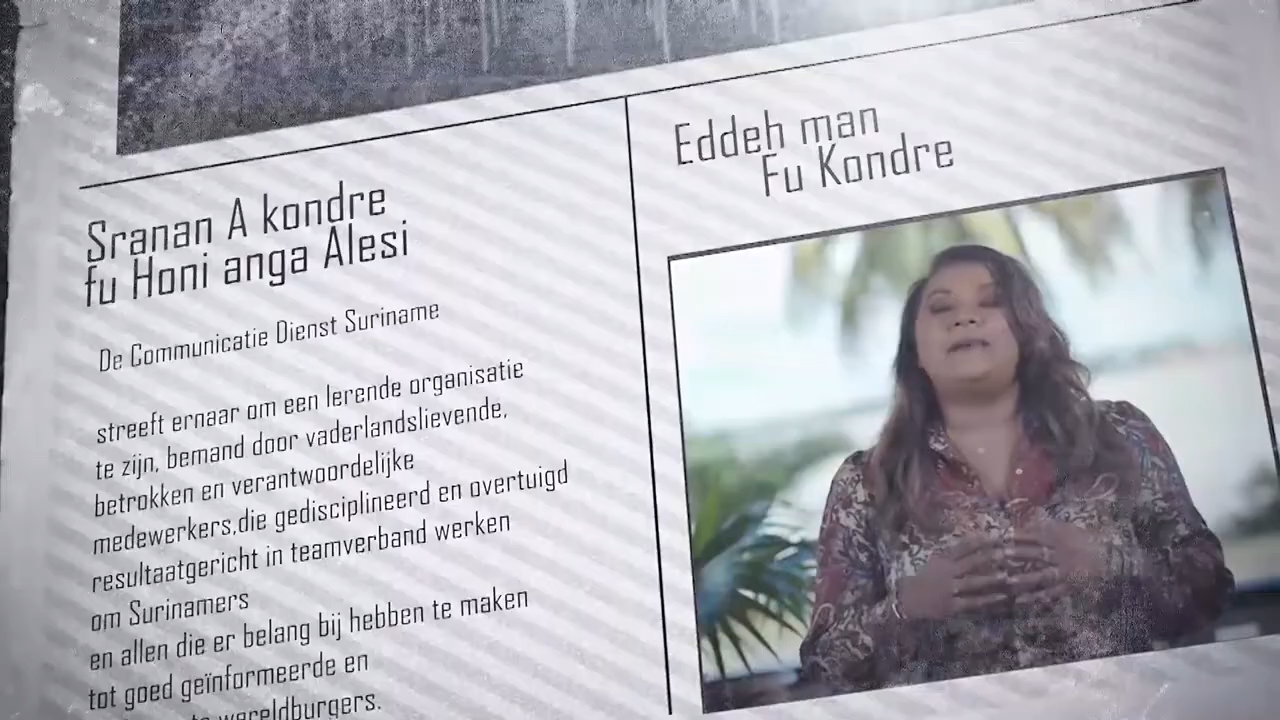 Sranan A kondre
fu Honi anga Alesi
De Communicatie Dienst Suriname
streeft ernaar om een lerende organisatie
te zijn, bemand door vaderlandslievende,
betrokken en verantwoordelijke
medewerkers,die gedisciplineerd en overtuigd
resultaatgericht in teamverband werken
om Surinamers
en allen die er belang bij hebben te maken
tot goed geïnformeerde en
wereldburgers.
Eddeh man
Fu Kondre